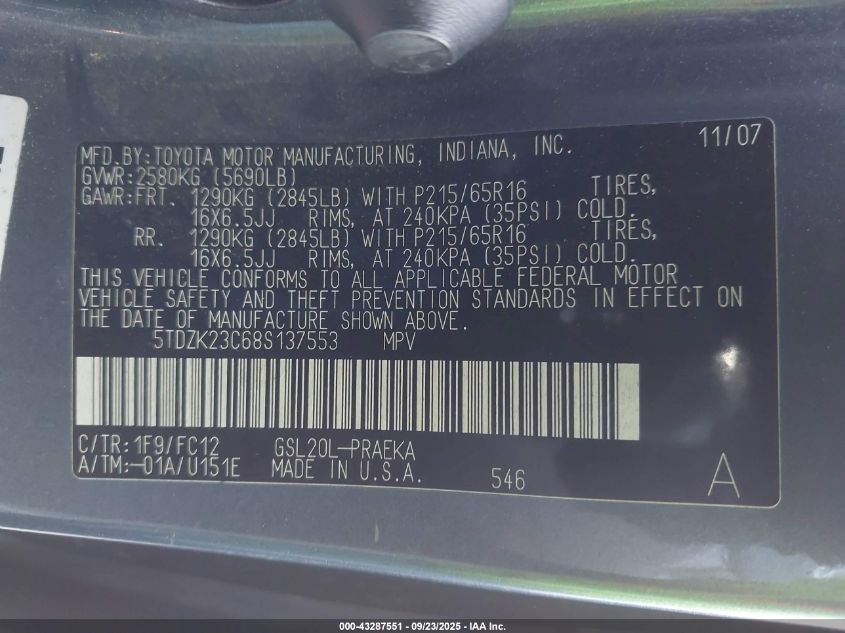 11/07
MFD.BY:TOYOTA MOTOR MANUFACTURING, INDIANA, INC.
GVWR:2580KG (5690LB)
GAWR:FRT. 1290KG (2845LB) WITH P215/65R16 TIRES,
16X6.5JJ RIMS, AT 240KPA (35PSI) COLD.
RR. 1290KG (2845LB) WITH P215/65R16 TIRES,
16X6.5JJ RIMS, AT 240KPA (35PSI) COLD.
THIS VEHICLE CONFORMS TO ALL APPLICABLE FEDERAL MOTOR
VEHICLE SAFETY AND THEFT PREVENTION STANDARDS IN EFFECT ON
THE DATE OF MANUFACTURE SHOWN ABOVE.
5TDZK23C68S137553 MPV
C/TR:1F9/FC12 GSL20L-PRAEKA
A/TM:-01A/U151E MADE IN U.S.A. 546 A
000-43287551 - 09/23/2025 - IAA Inc.